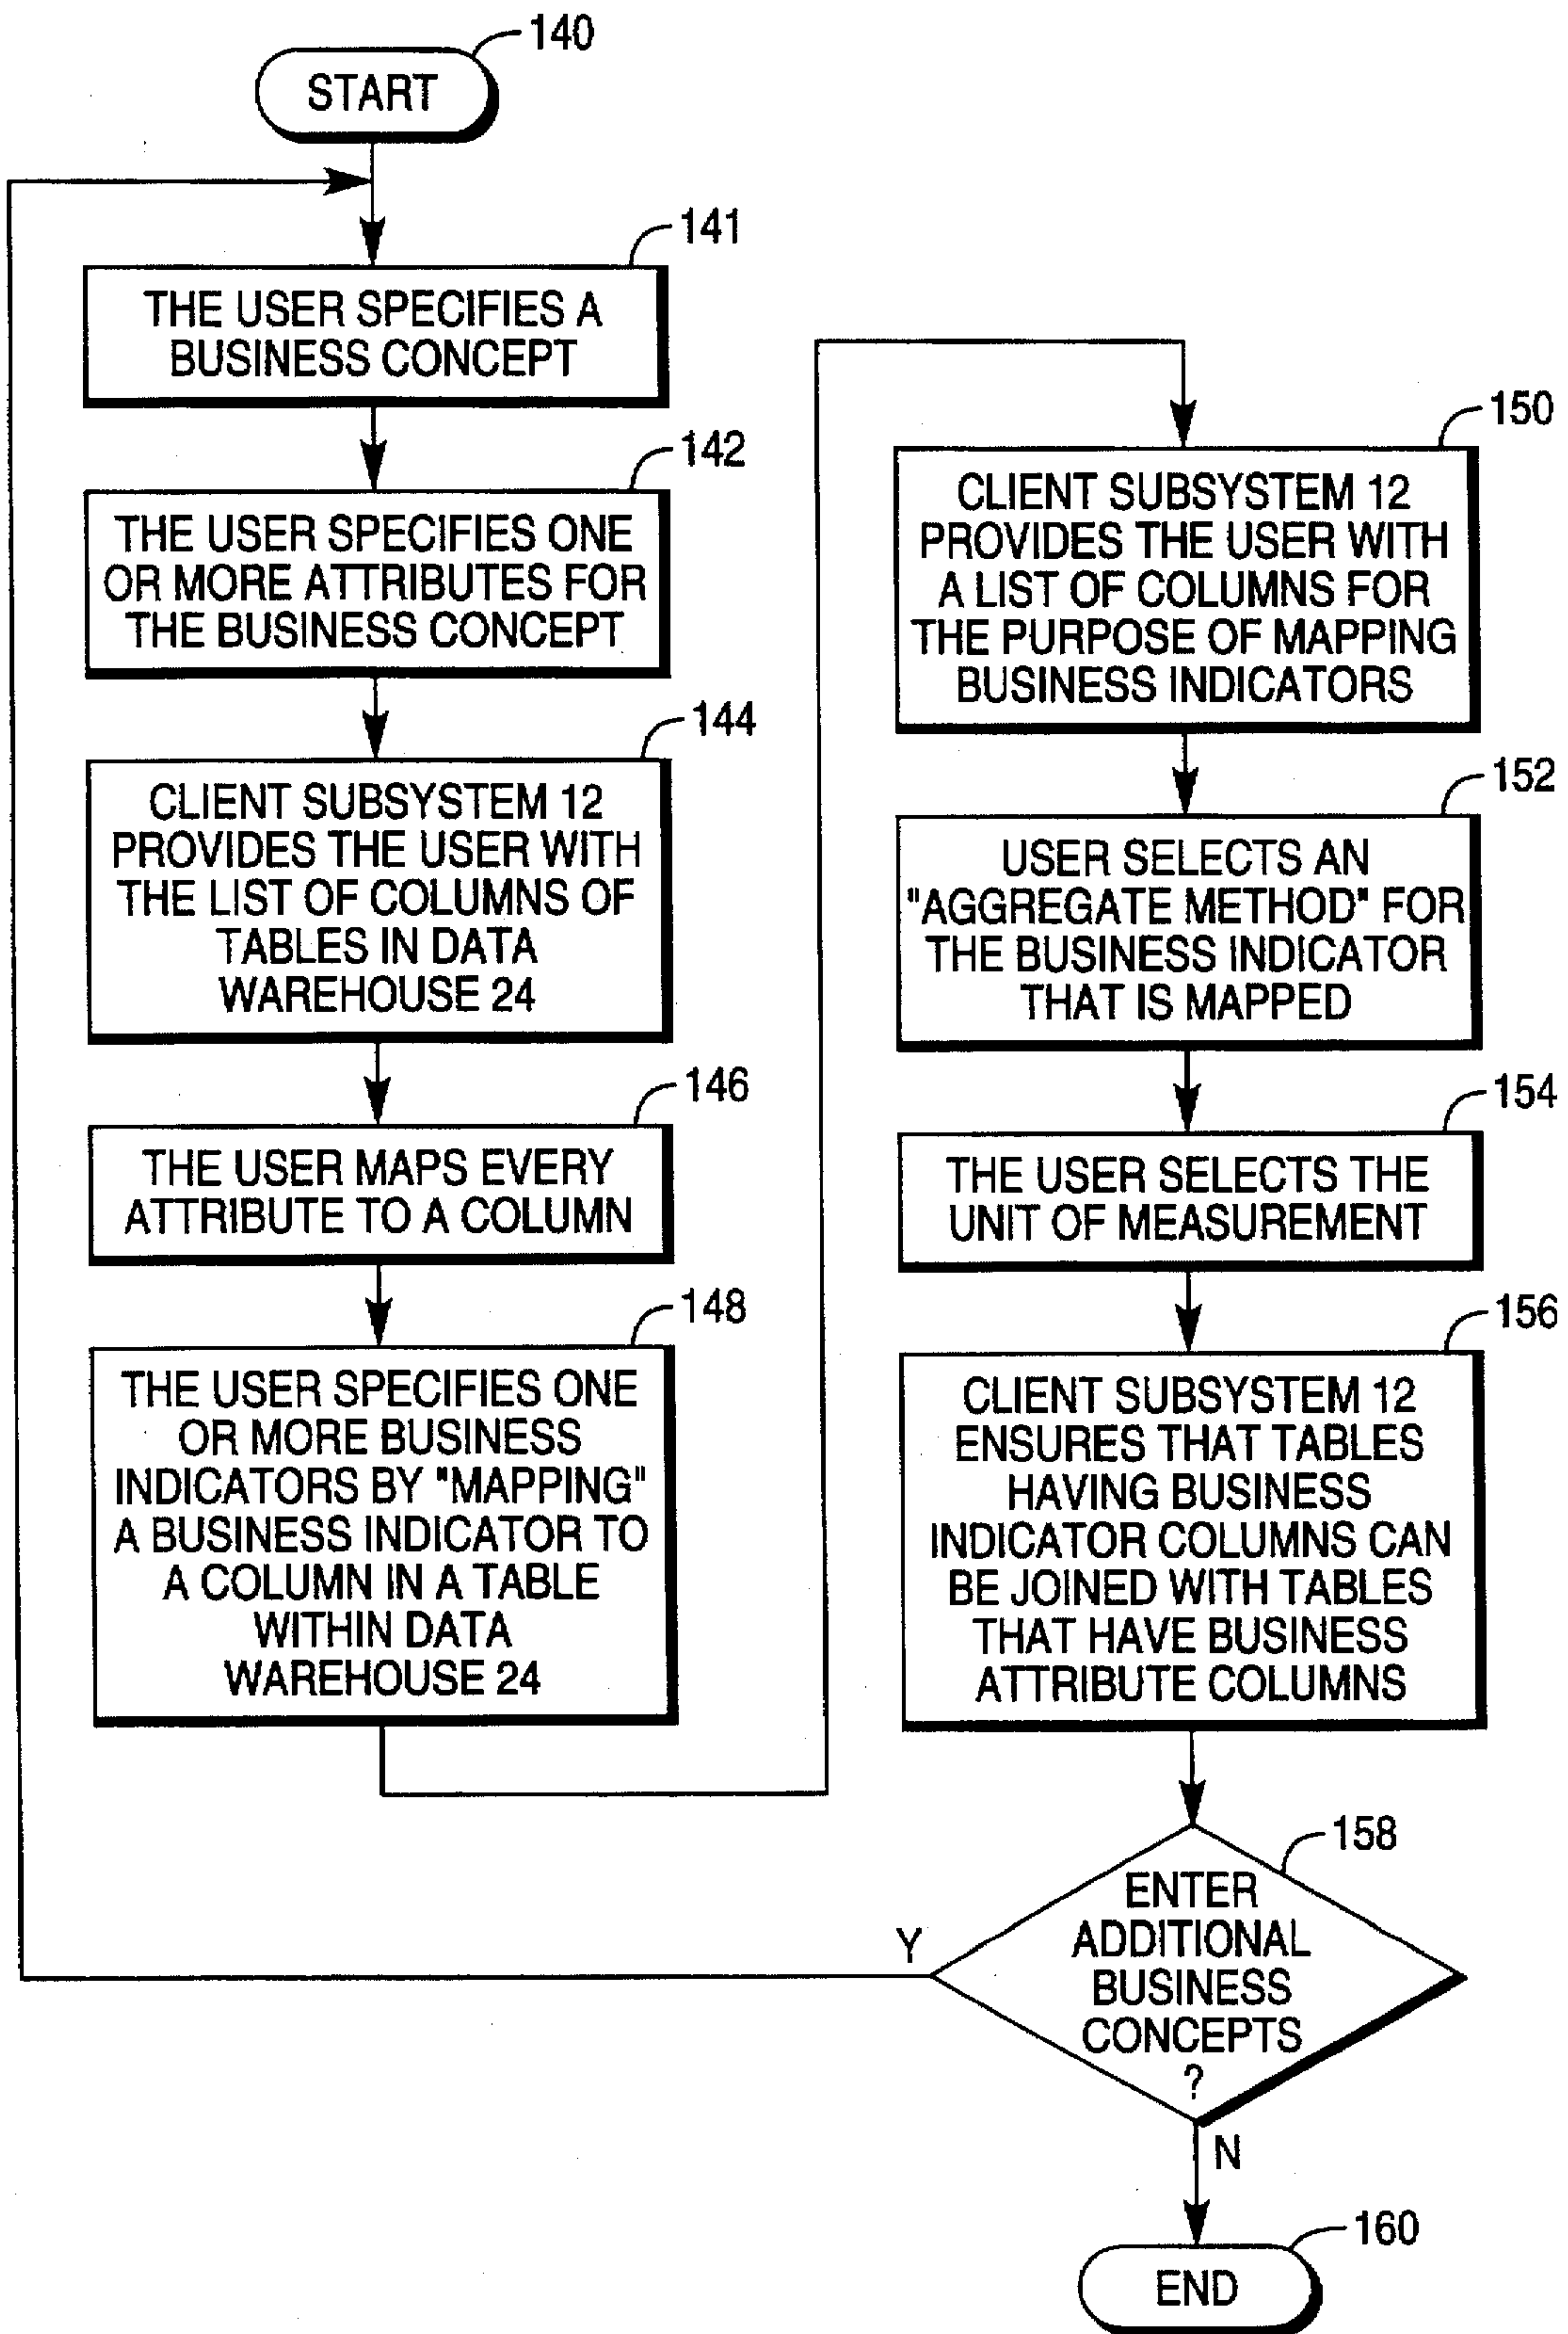 140
START
141
THE USER SPECIFIES A
BUSINESS CONCEPT
142
THE USER SPECIFIES ONE
OR MORE ATTRIBUTES FOR
THE BUSINESS CONCEPT
144
CLIENT SUBSYSTEM 12
PROVIDES THE USER WITH
THE LIST OF COLUMNS OF
TABLES IN DATA
WAREHOUSE 24
146
THE USER MAPS EVERY
ATTRIBUTE TO A COLUMN
148
THE USER SPECIFIES ONE
OR MORE BUSINESS
INDICATORS BY "MAPPING"
A BUSINESS INDICATOR TO
A COLUMN IN A TABLE
WITHIN DATA
WAREHOUSE 24
150
CLIENT SUBSYSTEM 12
PROVIDES THE USER WITH
A LIST OF COLUMNS FOR
THE PURPOSE OF MAPPING
BUSINESS INDICATORS
152
USER SELECTS AN
"AGGREGATE METHOD" FOR
THE BUSINESS INDICATOR
THAT IS MAPPED
154
THE USER SELECTS THE
UNIT OF MEASUREMENT
156
CLIENT SUBSYSTEM 12
ENSURES THAT TABLES
HAVING BUSINESS
INDICATOR COLUMNS CAN
BE JOINED WITH TABLES
THAT HAVE BUSINESS
ATTRIBUTE COLUMNS
158
ENTER
ADDITIONAL
BUSINESS
CONCEPTS
?
Y
N
160
END